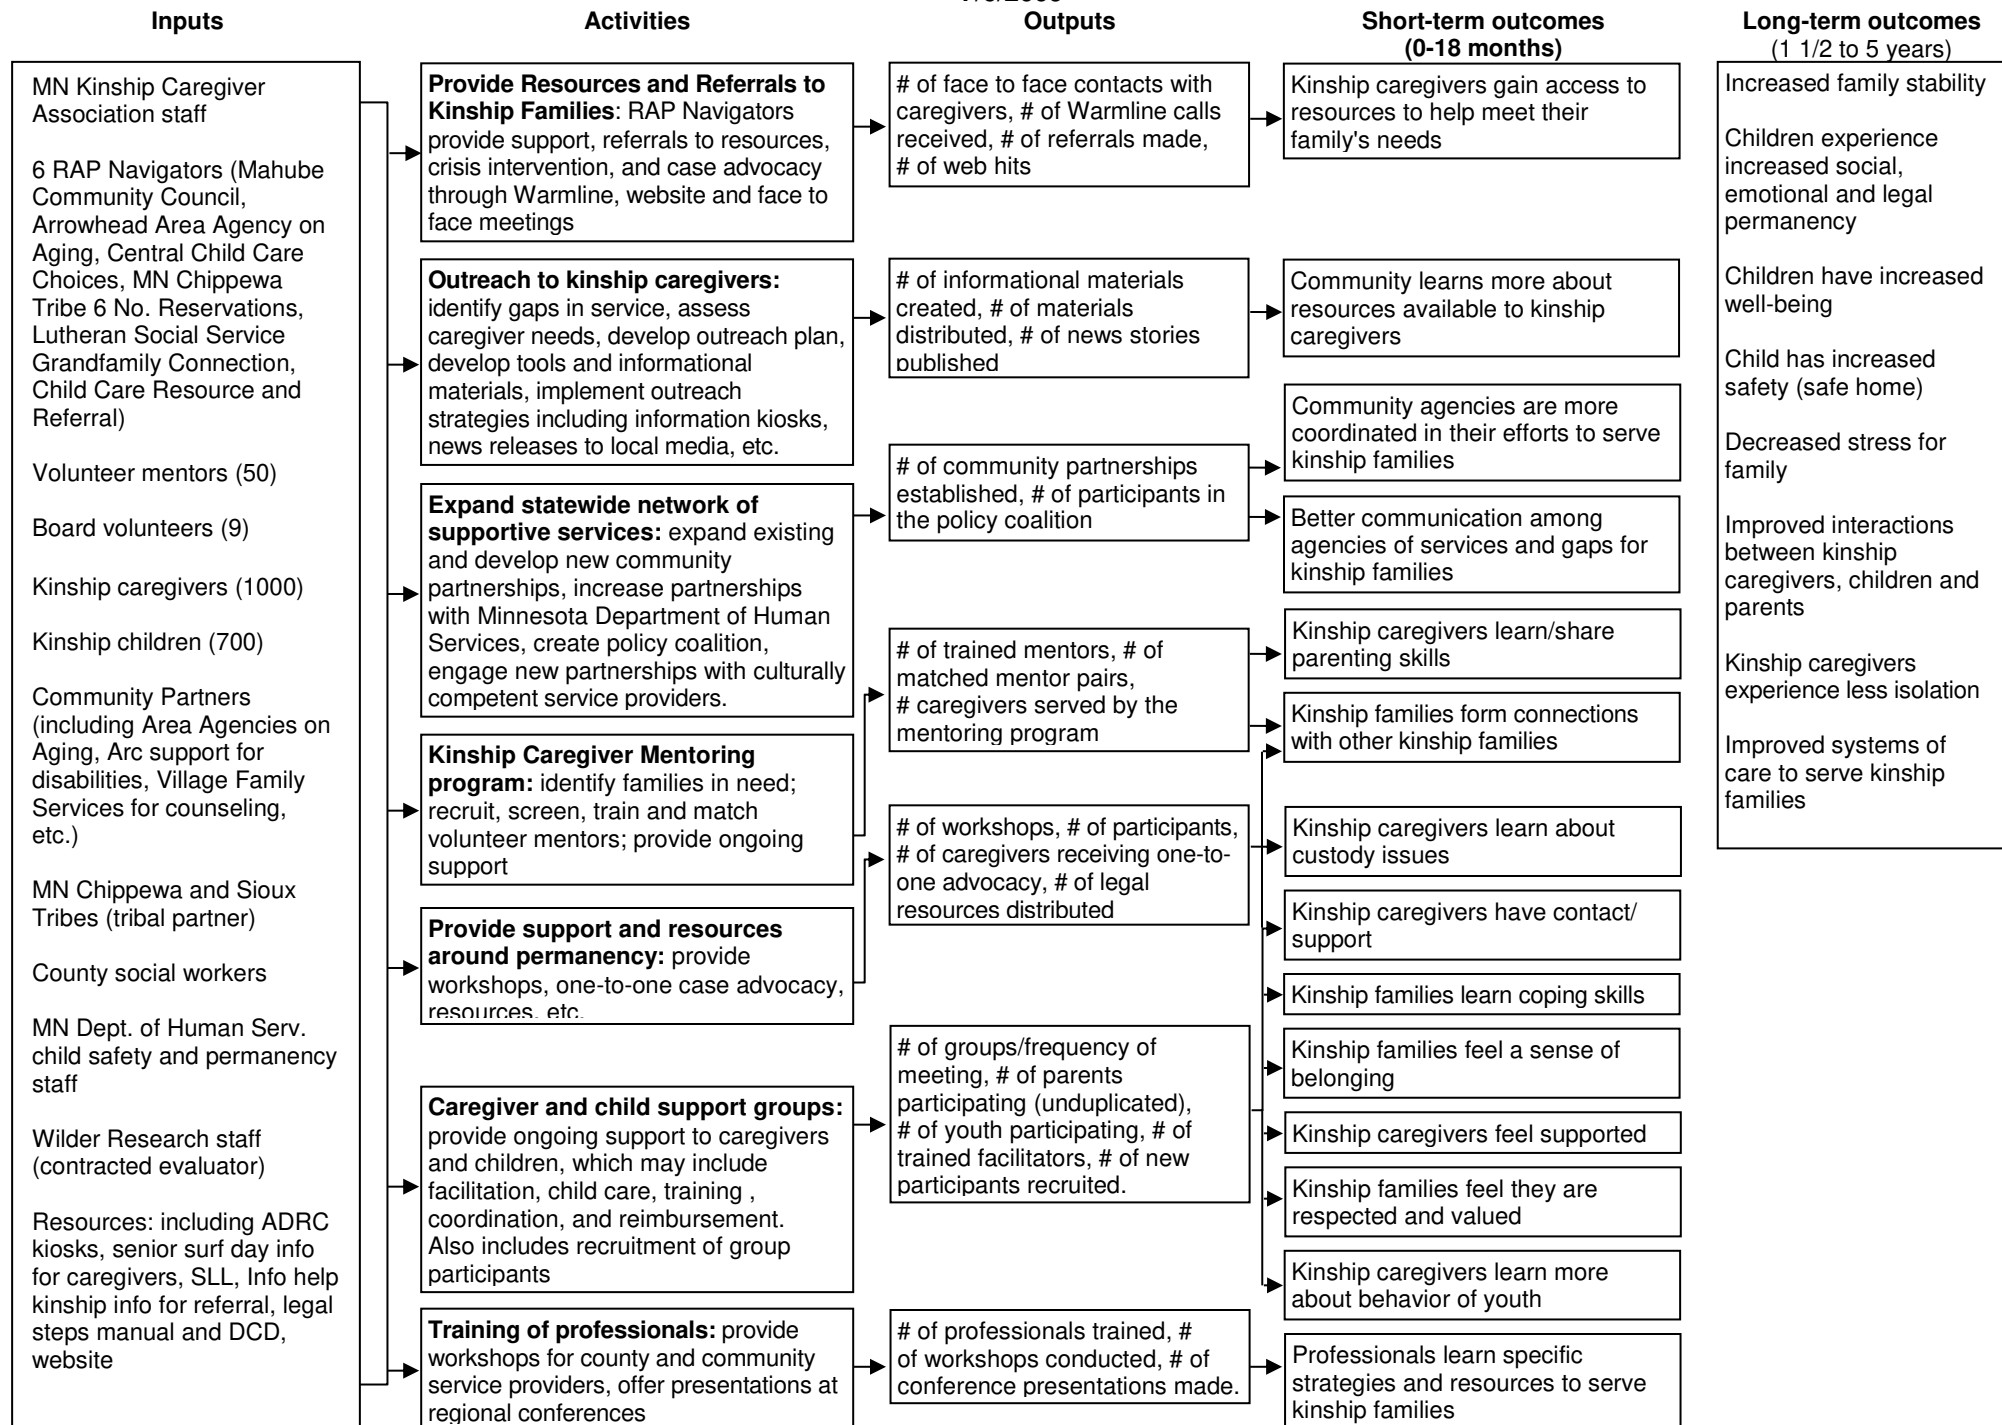 Inputs
MN Kinship Caregiver
Association staff
6 RAP Navigators (Mahube
Community Council,
Arrowhead Area Agency on
Aging, Central Child Care
Choices, MN Chippewa
Tribe 6 No. Reservations,
Lutheran Social Service
Grandfamily Connection,
Child Care Resource and
Referral)
Volunteer mentors (50)
Board volunteers (9)
Kinship caregivers (1000)
Kinship children (700)
Community Partners
(including Area Agencies on
Aging, Arc support for
disabilities, Village Family
Services for counseling,
etc.)
MN Chippewa and Sioux
Tribes (tribal partner)
County social workers
MN Dept. of Human Serv.
child safety and permanency
staff
Wilder Research staff
(contracted evaluator)
Resources: including ADRC
kiosks, senior surf day info
for caregivers, SLL, Info help
kinship info for referral, legal
steps manual and DCD,
website
Activities
Provide Resources and Referrals to
Kinship Families: RAP Navigators
provide support, referrals to resources,
crisis intervention, and case advocacy
through Warmline, website and face to
face meetings
Outreach to kinship caregivers:
identify gaps in service, assess
caregiver needs, develop outreach plan,
develop tools and informational
materials, implement outreach
strategies including information kiosks,
news releases to local media, etc.
Expand statewide network of
supportive services: expand existing
and develop new community
partnerships, increase partnerships
with Minnesota Department of Human
Services, create policy coalition,
engage new partnerships with culturally
competent service providers.
Kinship Caregiver Mentoring
program: identify families in need;
recruit, screen, train and match
volunteer mentors; provide ongoing
support
Provide support and resources
around permanency: provide
workshops, one-to-one case advocacy,
resources, etc.
Caregiver and child support groups:
provide ongoing support to caregivers
and children, which may include
facilitation, child care, training ,
coordination, and reimbursement.
Also includes recruitment of group
participants
Training of professionals: provide
workshops for county and community
service providers, offer presentations at
regional conferences
Outputs
# of face to face contacts with
caregivers, # of Warmline calls
received, # of referrals made,
# of web hits
# of informational materials
created, # of materials
distributed, # of news stories
published
# of community partnerships
established, # of participants in
the policy coalition
# of trained mentors, # of
matched mentor pairs,
# caregivers served by the
mentoring program
# of workshops, # of participants,
# of caregivers receiving one-to-
one advocacy, # of legal
resources distributed
# of groups/frequency of
meeting, # of parents
participating (unduplicated),
# of youth participating, # of
trained facilitators, # of new
participants recruited.
# of professionals trained, #
of workshops conducted, # of
conference presentations made.
Short-term outcomes
(0-18 months)
Kinship caregivers gain access to
resources to help meet their
family's needs
Community learns more about
resources available to kinship
caregivers
Community agencies are more
coordinated in their efforts to serve
kinship families
Better communication among
agencies of services and gaps for
kinship families
Kinship caregivers learn/share
parenting skills
Kinship families form connections
with other kinship families
Kinship caregivers learn about
custody issues
Kinship caregivers have contact/
support
Kinship families learn coping skills
Kinship families feel a sense of
belonging
Kinship caregivers feel supported
Kinship families feel they are
respected and valued
Kinship caregivers learn more
about behavior of youth
Professionals learn specific
strategies and resources to serve
kinship families
Long-term outcomes
(1 1/2 to 5 years)
Increased family stability
Children experience
increased social,
emotional and legal
permanency
Children have increased
well-being
Child has increased
safety (safe home)
Decreased stress for
family
Improved interactions
between kinship
caregivers, children and
parents
Kinship caregivers
experience less isolation
Improved systems of
care to serve kinship
families